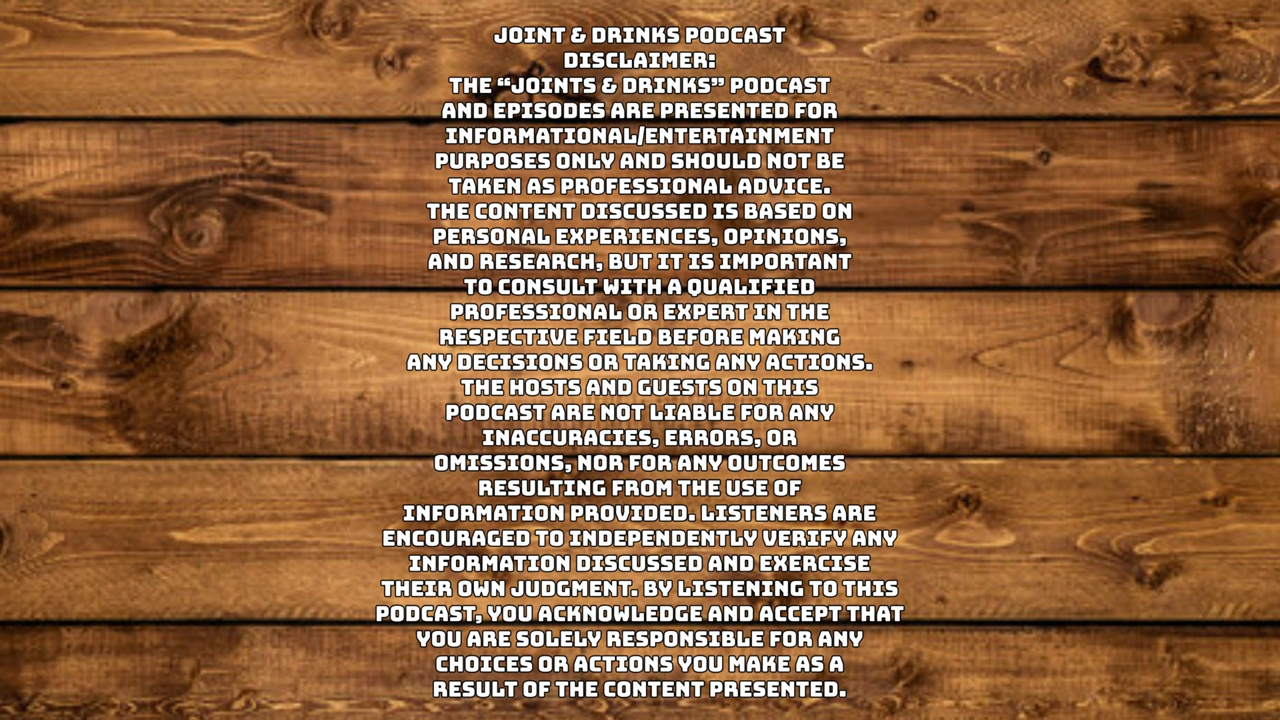 JOINT & DRINKS PODCAST
DISCLAIMER:
THE “JOINTS & DRINKS” PODCAST
AND EPISODES ARE PRESENTED FOR
INFORMATIONAL/ENTERTAINMENT
PURPOSES ONLY AND SHOULD NOT BE
TAKEN AS PROFESSIONAL ADVICE.
THE CONTENT DISCUSSED IS BASED ON
PERSONAL EXPERIENCES, OPINIONS,
AND RESEARCH, BUT IT IS IMPORTANT
TO CONSULT WITH A QUALIFIED
PROFESSIONAL OR EXPERT IN THE
RESPECTIVE FIELD BEFORE MAKING
ANY DECISIONS OR TAKING ANY ACTIONS.
THE HOSTS AND GUESTS ON THIS
PODCAST ARE NOT LIABLE FOR ANY
INACCURACIES, ERRORS, OR
OMISSIONS, NOR FOR ANY OUTCOMES
RESULTING FROM THE USE OF
INFORMATION PROVIDED. LISTENERS ARE
ENCOURAGED TO INDEPENDENTLY VERIFY ANY
INFORMATION DISCUSSED AND EXERCISE
THEIR OWN JUDGMENT. BY LISTENING TO THIS
PODCAST, YOU ACKNOWLEDGE AND ACCEPT THAT
YOU ARE SOLELY RESPONSIBLE FOR ANY
CHOICES OR ACTIONS YOU MAKE AS A
RESULT OF THE CONTENT PRESENTED.